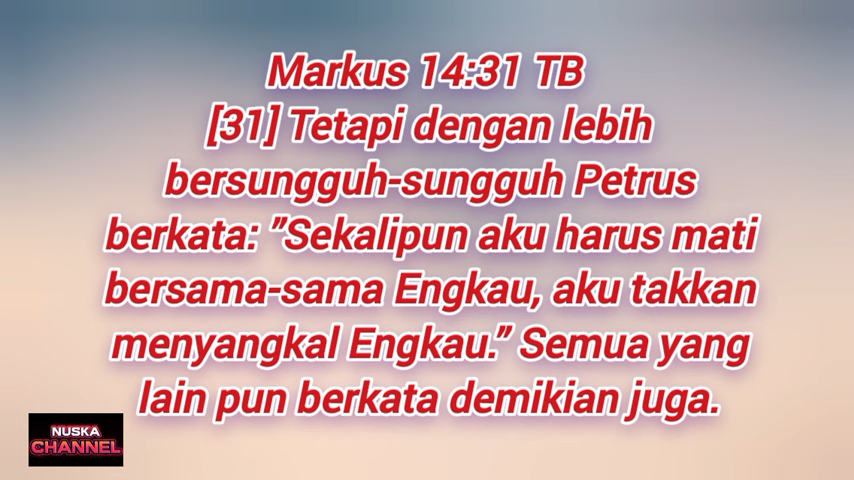 Markus 14:31 TB
[31] Tetapi dengan lebih
bersungguh-sungguh Petrus
berkata: ”Sekalipun aku harus mati
bersama-sama Engkau, aku takkan
menyangkal Engkau.” Semua yang
lain pun berkata demikian juga.
NUSKA
CHANNEL